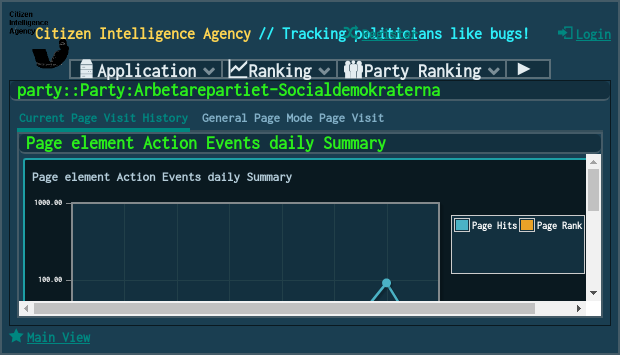 Citizen
Intelligence
Agency
Citizen Intelligence Agency // Tracking politicians like bugs!
Register
Login
Application
Ranking
Party Ranking
party::Party:Arbetarepartiet-Socialdemokraterna
Current Page Visit History
General Page Mode Page Visit
Page element Action Events daily Summary
Page element Action Events daily Summary
1000.00
100.00
Page Hits
Page Rank
Main View